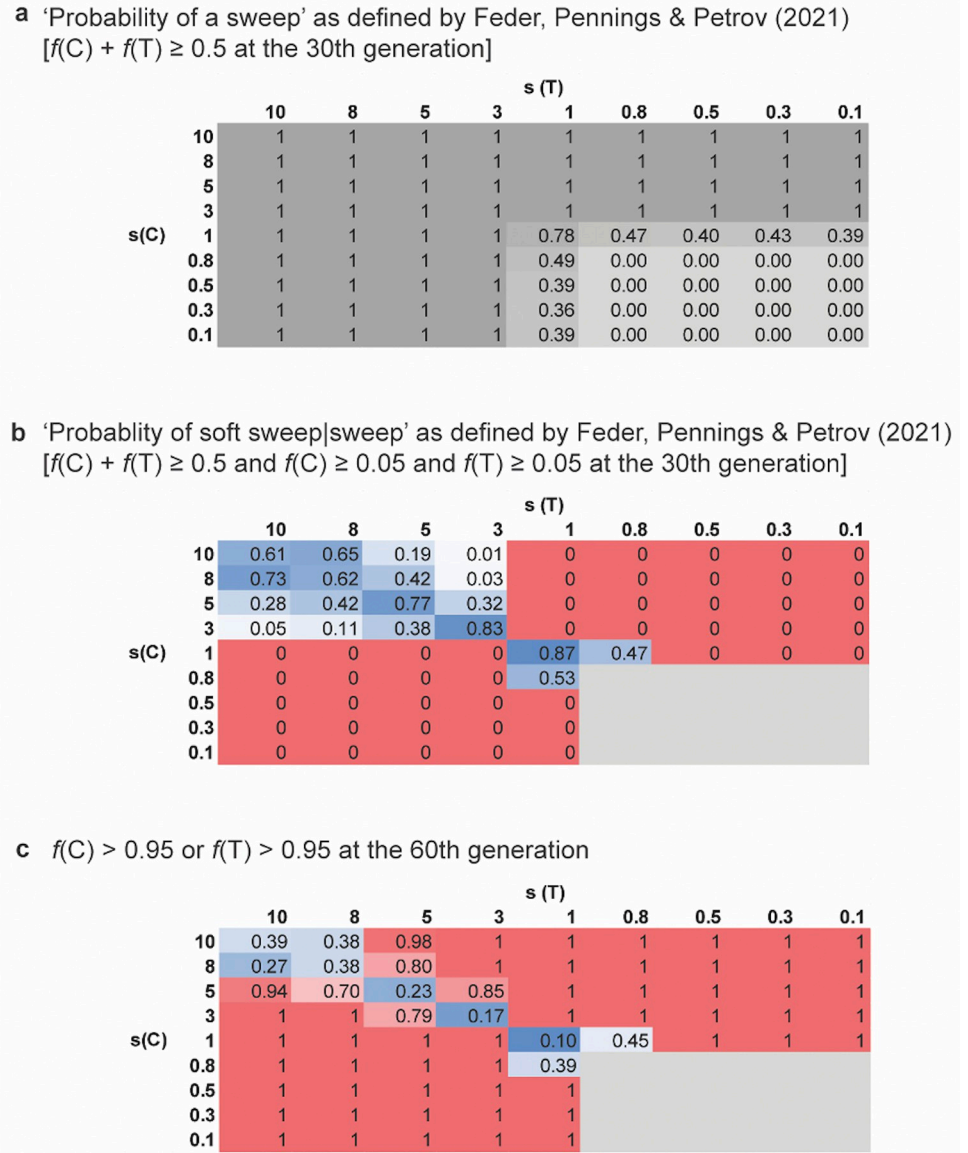 a 'Probability of a sweep' as defined by Feder, Pennings & Petrov (2021)
[f(C) + f(T) ≥ 0.5 at the 30th generation]
s (T)
10 8 5 3 1 0.8 0.5 0.3 0.1
10 1 1 1 1 1 1 1 1 1
8 1 1 1 1 1 1 1 1 1
5 1 1 1 1 1 1 1 1 1
3 1 1 1 1 1 1 1 1 1
s(C) 1 1 1 1 1 0.78 0.47 0.40 0.43 0.39
0.8 1 1 1 1 0.49 0.00 0.00 0.00 0.00
0.5 1 1 1 1 0.39 0.00 0.00 0.00 0.00
0.3 1 1 1 1 0.36 0.00 0.00 0.00 0.00
0.1 1 1 1 1 0.39 0.00 0.00 0.00 0.00
b 'Probablity of soft sweep|sweep' as defined by Feder, Pennings & Petrov (2021)
[f(C) + f(T) ≥ 0.5 and f(C) ≥ 0.05 and f(T) ≥ 0.05 at the 30th generation]
s (T)
10 8 5 3 1 0.8 0.5 0.3 0.1
10 0.61 0.65 0.19 0.01 0 0 0 0 0
8 0.73 0.62 0.42 0.03 0 0 0 0 0
5 0.28 0.42 0.77 0.32 0 0 0 0 0
3 0.05 0.11 0.38 0.83 0 0 0 0 0
s(C) 1 0 0 0 0 0.87 0.47 0 0 0
0.8 0 0 0 0 0.53
0.5 0 0 0 0 0
0.3 0 0 0 0 0
0.1 0 0 0 0 0
c f(C) > 0.95 or f(T) > 0.95 at the 60th generation
s (T)
10 8 5 3 1 0.8 0.5 0.3 0.1
10 0.39 0.38 0.98 1 1 1 1 1 1
8 0.27 0.38 0.80 1 1 1 1 1 1
5 0.94 0.70 0.23 0.85 1 1 1 1 1
3 1 1 0.79 0.17 1 1 1 1 1
s(C) 1 1 1 1 1 0.10 0.45 1 1 1
0.8 1 1 1 1 0.39
0.5 1 1 1 1 1
0.3 1 1 1 1 1
0.1 1 1 1 1 1